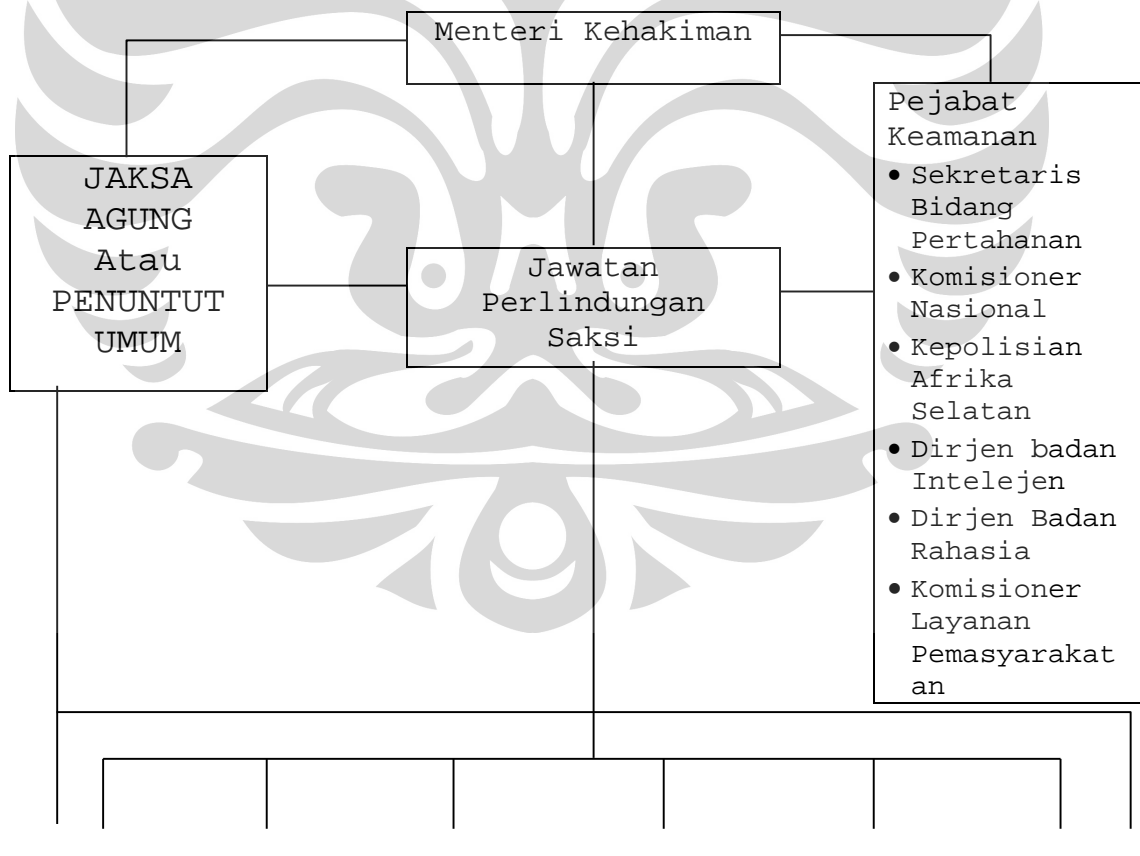 Menteri Kehakiman
JAKSA
AGUNG
Atau
PENUNTUT
UMUM
Jawatan
Perlindungan
Saksi
Pejabat
Keamanan
• Sekretaris
Bidang
Pertahanan
• Komisioner
Nasional
• Kepolisian
Afrika
Selatan
• Dirjen badan
Intelejen
• Dirjen Badan
Rahasia
• Komisioner
Layanan
Pemasyarakat
an